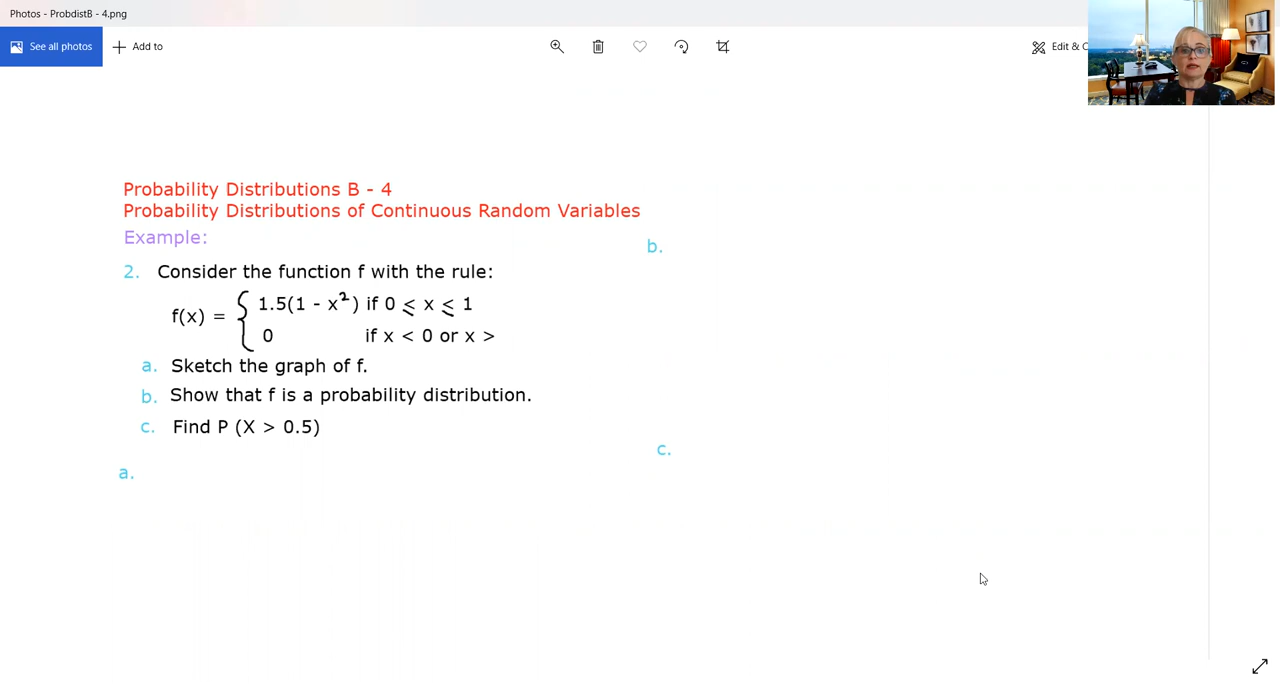 Photos - ProbdistB - 4.png
See all photos
Add to
Edit & C
Probability Distributions B - 4
Probability Distributions of Continuous Random Variables
Example:
2. Consider the function f with the rule:
f(x) = { 1.5(1 - x²) if 0 ≤ x ≤ 1
0 if x < 0 or x >
a. Sketch the graph of f.
b. Show that f is a probability distribution.
c. Find P (X > 0.5)
a.
b.
c.